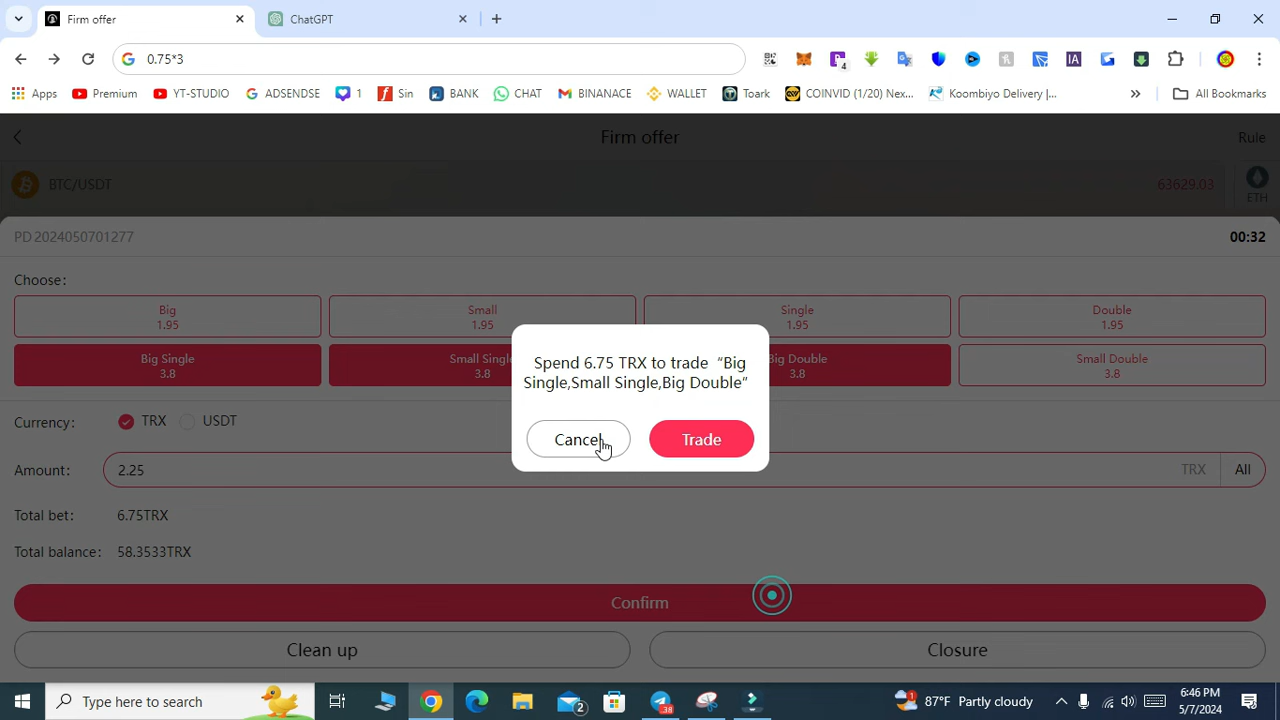 Firm offer
ChatGPT
0.75*3
4
Apps
Premium
YT-STUDIO
ADSENDSE
1
Sin
BANK
CHAT
BINANACE
WALLET
Toark
COINVID (1/20) Nex...
Koombiyo Delivery |...
All Bookmarks
Firm offer
Rule
BTC/USDT
63629.03
ETH
PD2024050701277
00:32
Choose:
Big
1.95
Small
1.95
Single
1.95
Double
1.95
Big Single
3.8
Small Single
3.8
Big Double
3.8
Small Double
3.8
Spend 6.75 TRX to trade “Big
Single,Small Single,Big Double”
Cancel
Trade
Currency:
TRX
USDT
Amount:
2.25
TRX
All
Total bet:
6.75TRX
Total balance:
58.3533TRX
Confirm
Clean up
Closure
Type here to search
2
38
1
87°F
Partly cloudy
6:46 PM
5/7/2024